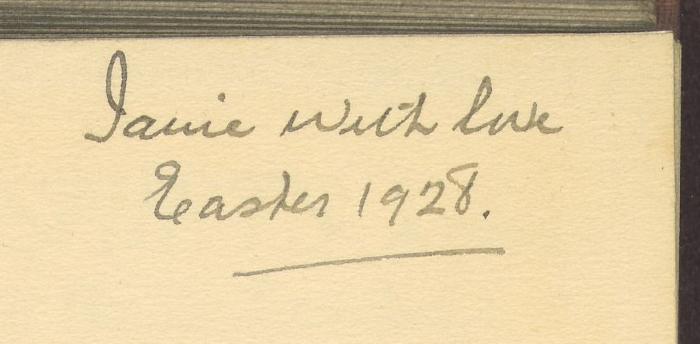 Jamie with love
Easter 1928.